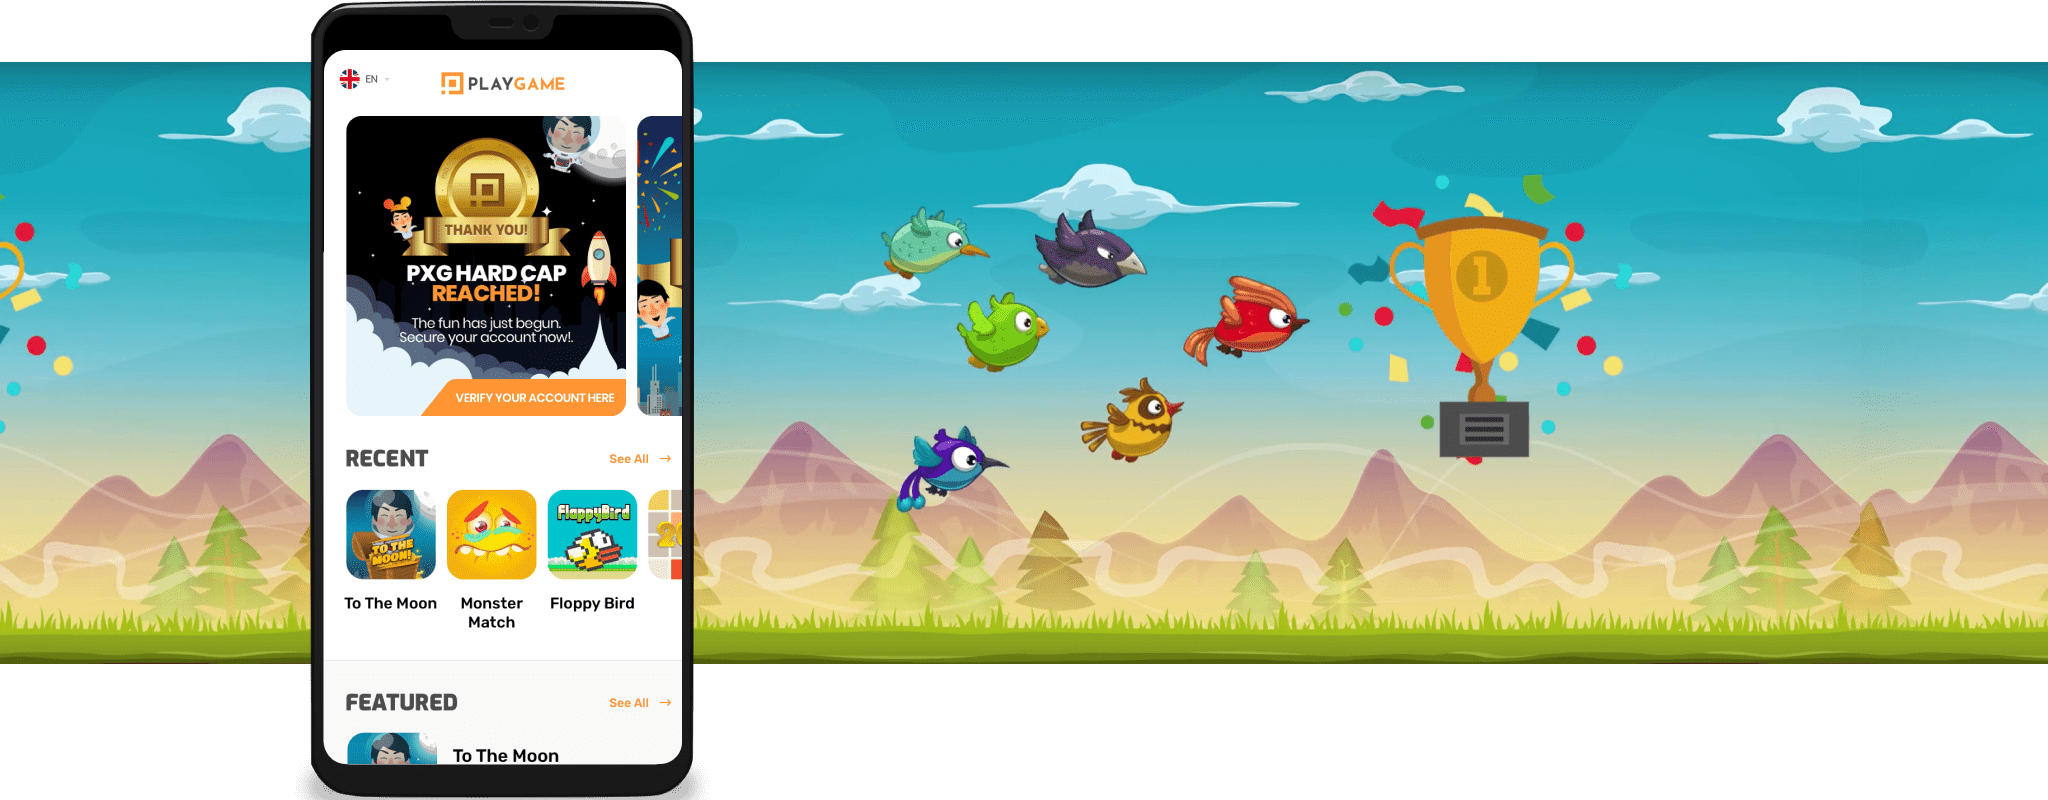 EN
PLAYGAME
THANK YOU!
PXG HARD CAP
REACHED!
The fun has just begun.
Secure your account now!.
VERIFY YOUR ACCOUNT HERE
RECENT
See All →
TO THE
MOON!
FlappyBird
20
To The Moon
Monster
Match
Floppy Bird
FEATURED
See All →
To The Moon
1